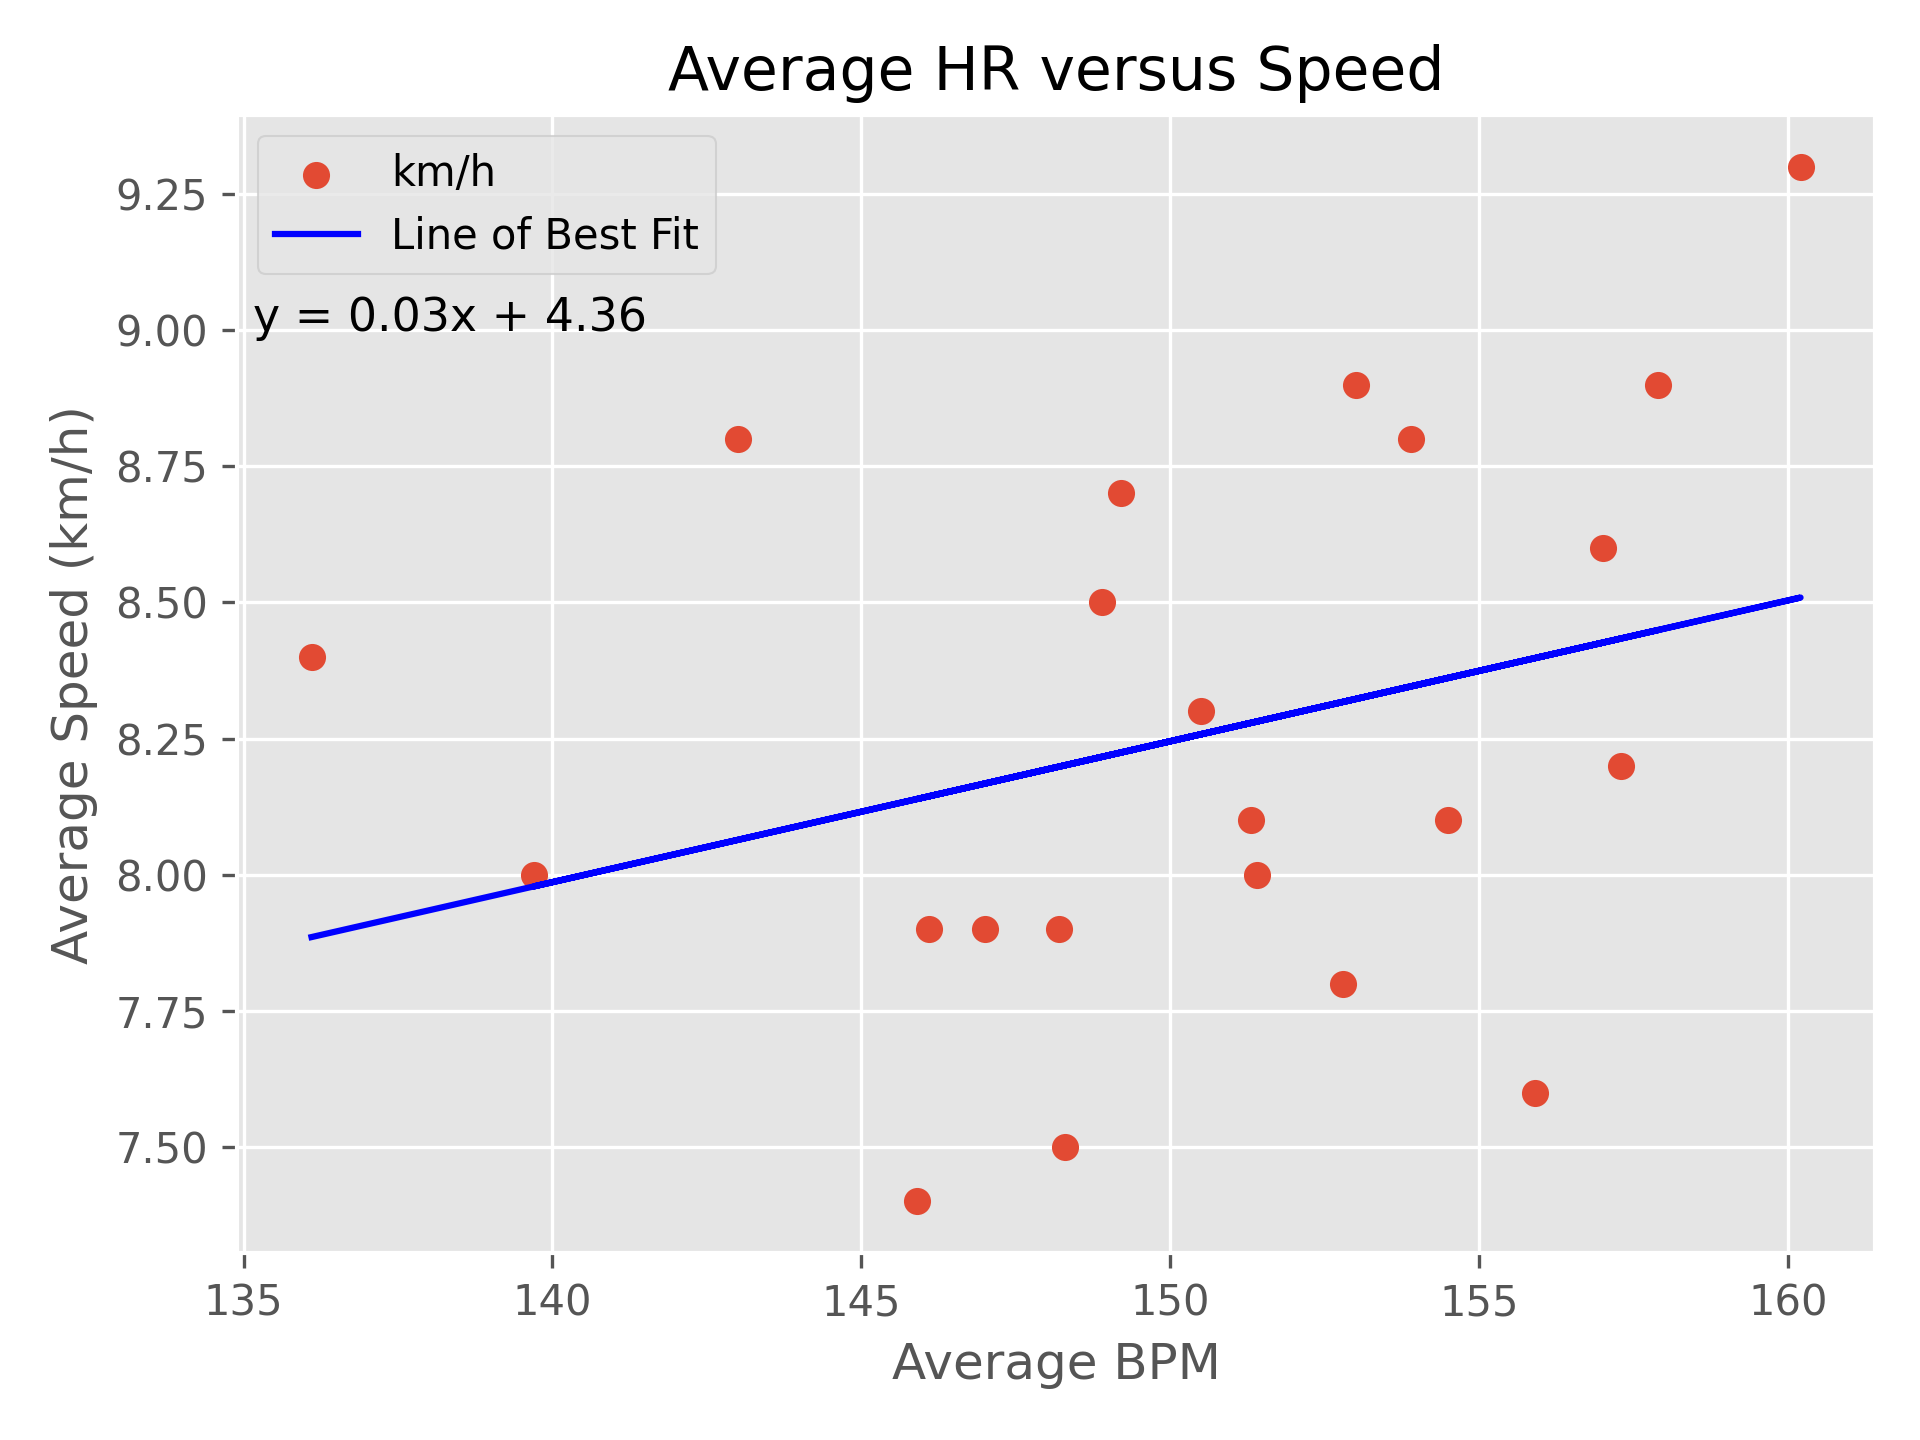 Average HR versus Speed
km/h
Line of Best Fit
y = 0.03x + 4.36
9.25
9.00
8.75
8.50
8.25
8.00
7.75
7.50
Average Speed (km/h)
135 140 145 150 155 160
Average BPM